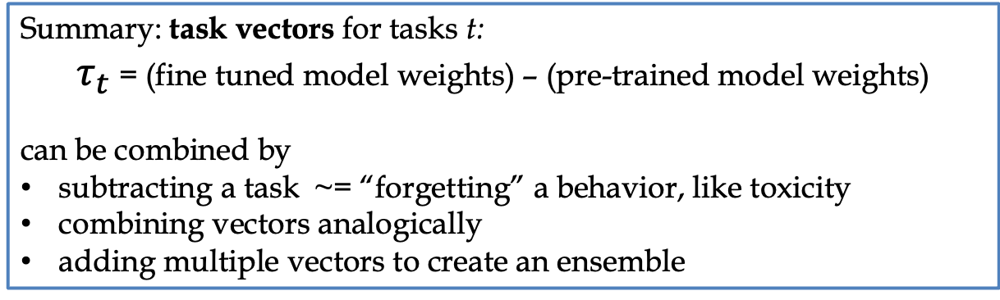 Summary: task vectors for tasks t:
τt = (fine tuned model weights) – (pre-trained model weights)
can be combined by
• subtracting a task ~= “forgetting” a behavior, like toxicity
• combining vectors analogically
• adding multiple vectors to create an ensemble